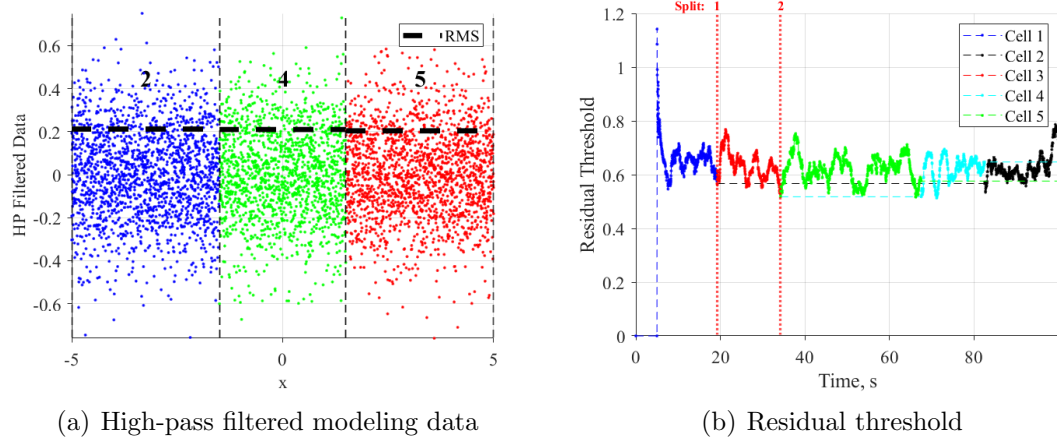 HP Filtered Data
0.6
0.4
0.2
0
-0.2
-0.4
-0.6
2
4
5
RMS
-5
0
5
x
(a) High-pass filtered modeling data
Split: 1 2
Residual Threshold
1.2
1
0.8
0.6
0.4
0.2
0
Cell 1
Cell 2
Cell 3
Cell 4
Cell 5
0
20
40
60
80
Time, s
(b) Residual threshold